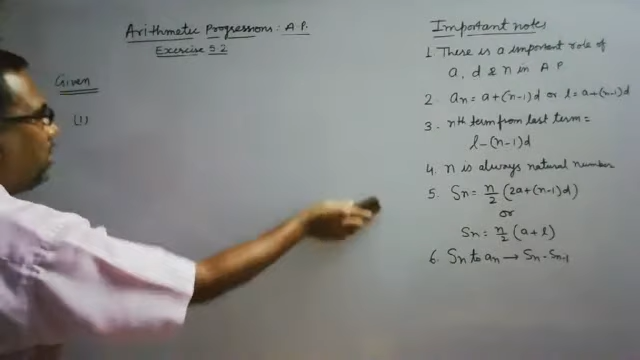 Arithmetic Progressions: A.P.
Exercise 5.2
Given
(1)
Important notes
1. There is a important role of
a, d & n in A P
2. an = a+(n-1)d or l = a+(n-1)d
3. nth term from last term =
l-(n-1)d
4. n is always natural number
5. Sn = n/2 (2a+(n-1)d)
or
Sn = n/2 (a+l)
6. Sn to an → Sn - Sn-1